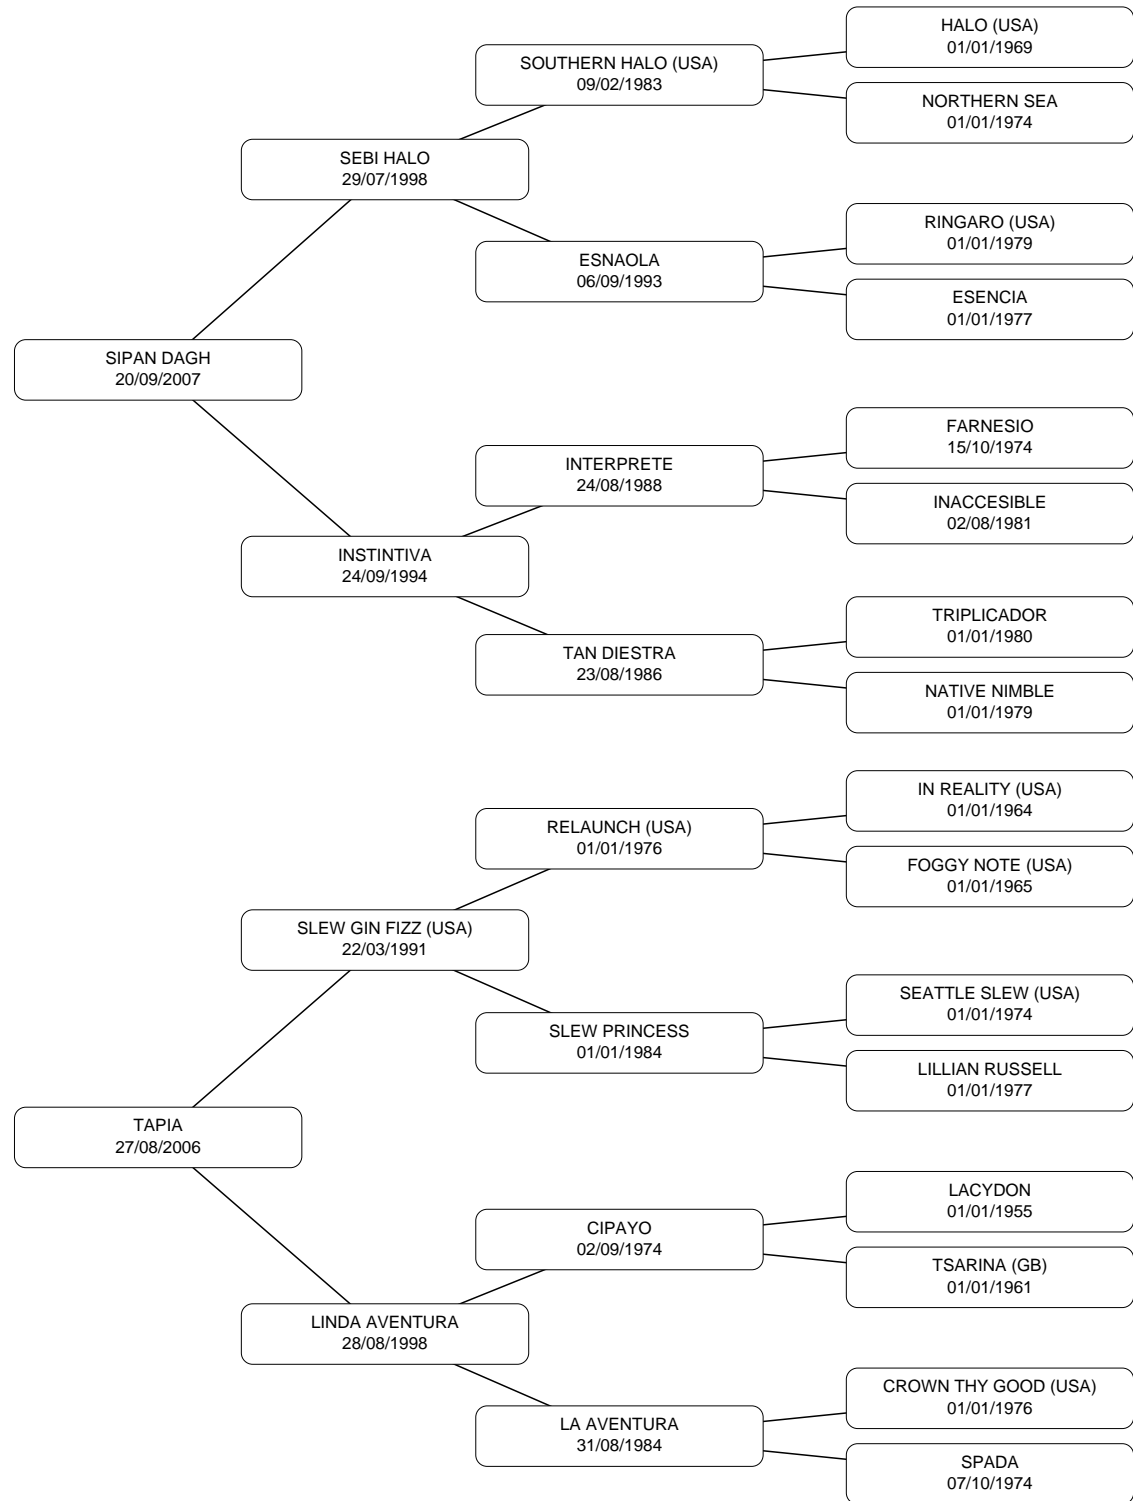 HALO (USA)
01/01/1969
SOUTHERN HALO (USA)
09/02/1983
NORTHERN SEA
01/01/1974
SEBI HALO
29/07/1998
RINGARO (USA)
01/01/1979
ESNAOLA
06/09/1993
ESENCIA
01/01/1977
SIPAN DAGH
20/09/2007
FARNESIO
15/10/1974
INTERPRETE
24/08/1988
INACCESIBLE
02/08/1981
INSTINTIVA
24/09/1994
TRIPLICADOR
01/01/1980
TAN DIESTRA
23/08/1986
NATIVE NIMBLE
01/01/1979
IN REALITY (USA)
01/01/1964
RELAUNCH (USA)
01/01/1976
FOGGY NOTE (USA)
01/01/1965
SLEW GIN FIZZ (USA)
22/03/1991
SEATTLE SLEW (USA)
01/01/1974
SLEW PRINCESS
01/01/1984
LILLIAN RUSSELL
01/01/1977
TAPIA
27/08/2006
LACYDON
01/01/1955
CIPAYO
02/09/1974
TSARINA (GB)
01/01/1961
LINDA AVENTURA
28/08/1998
CROWN THY GOOD (USA)
01/01/1976
LA AVENTURA
31/08/1984
SPADA
07/10/1974